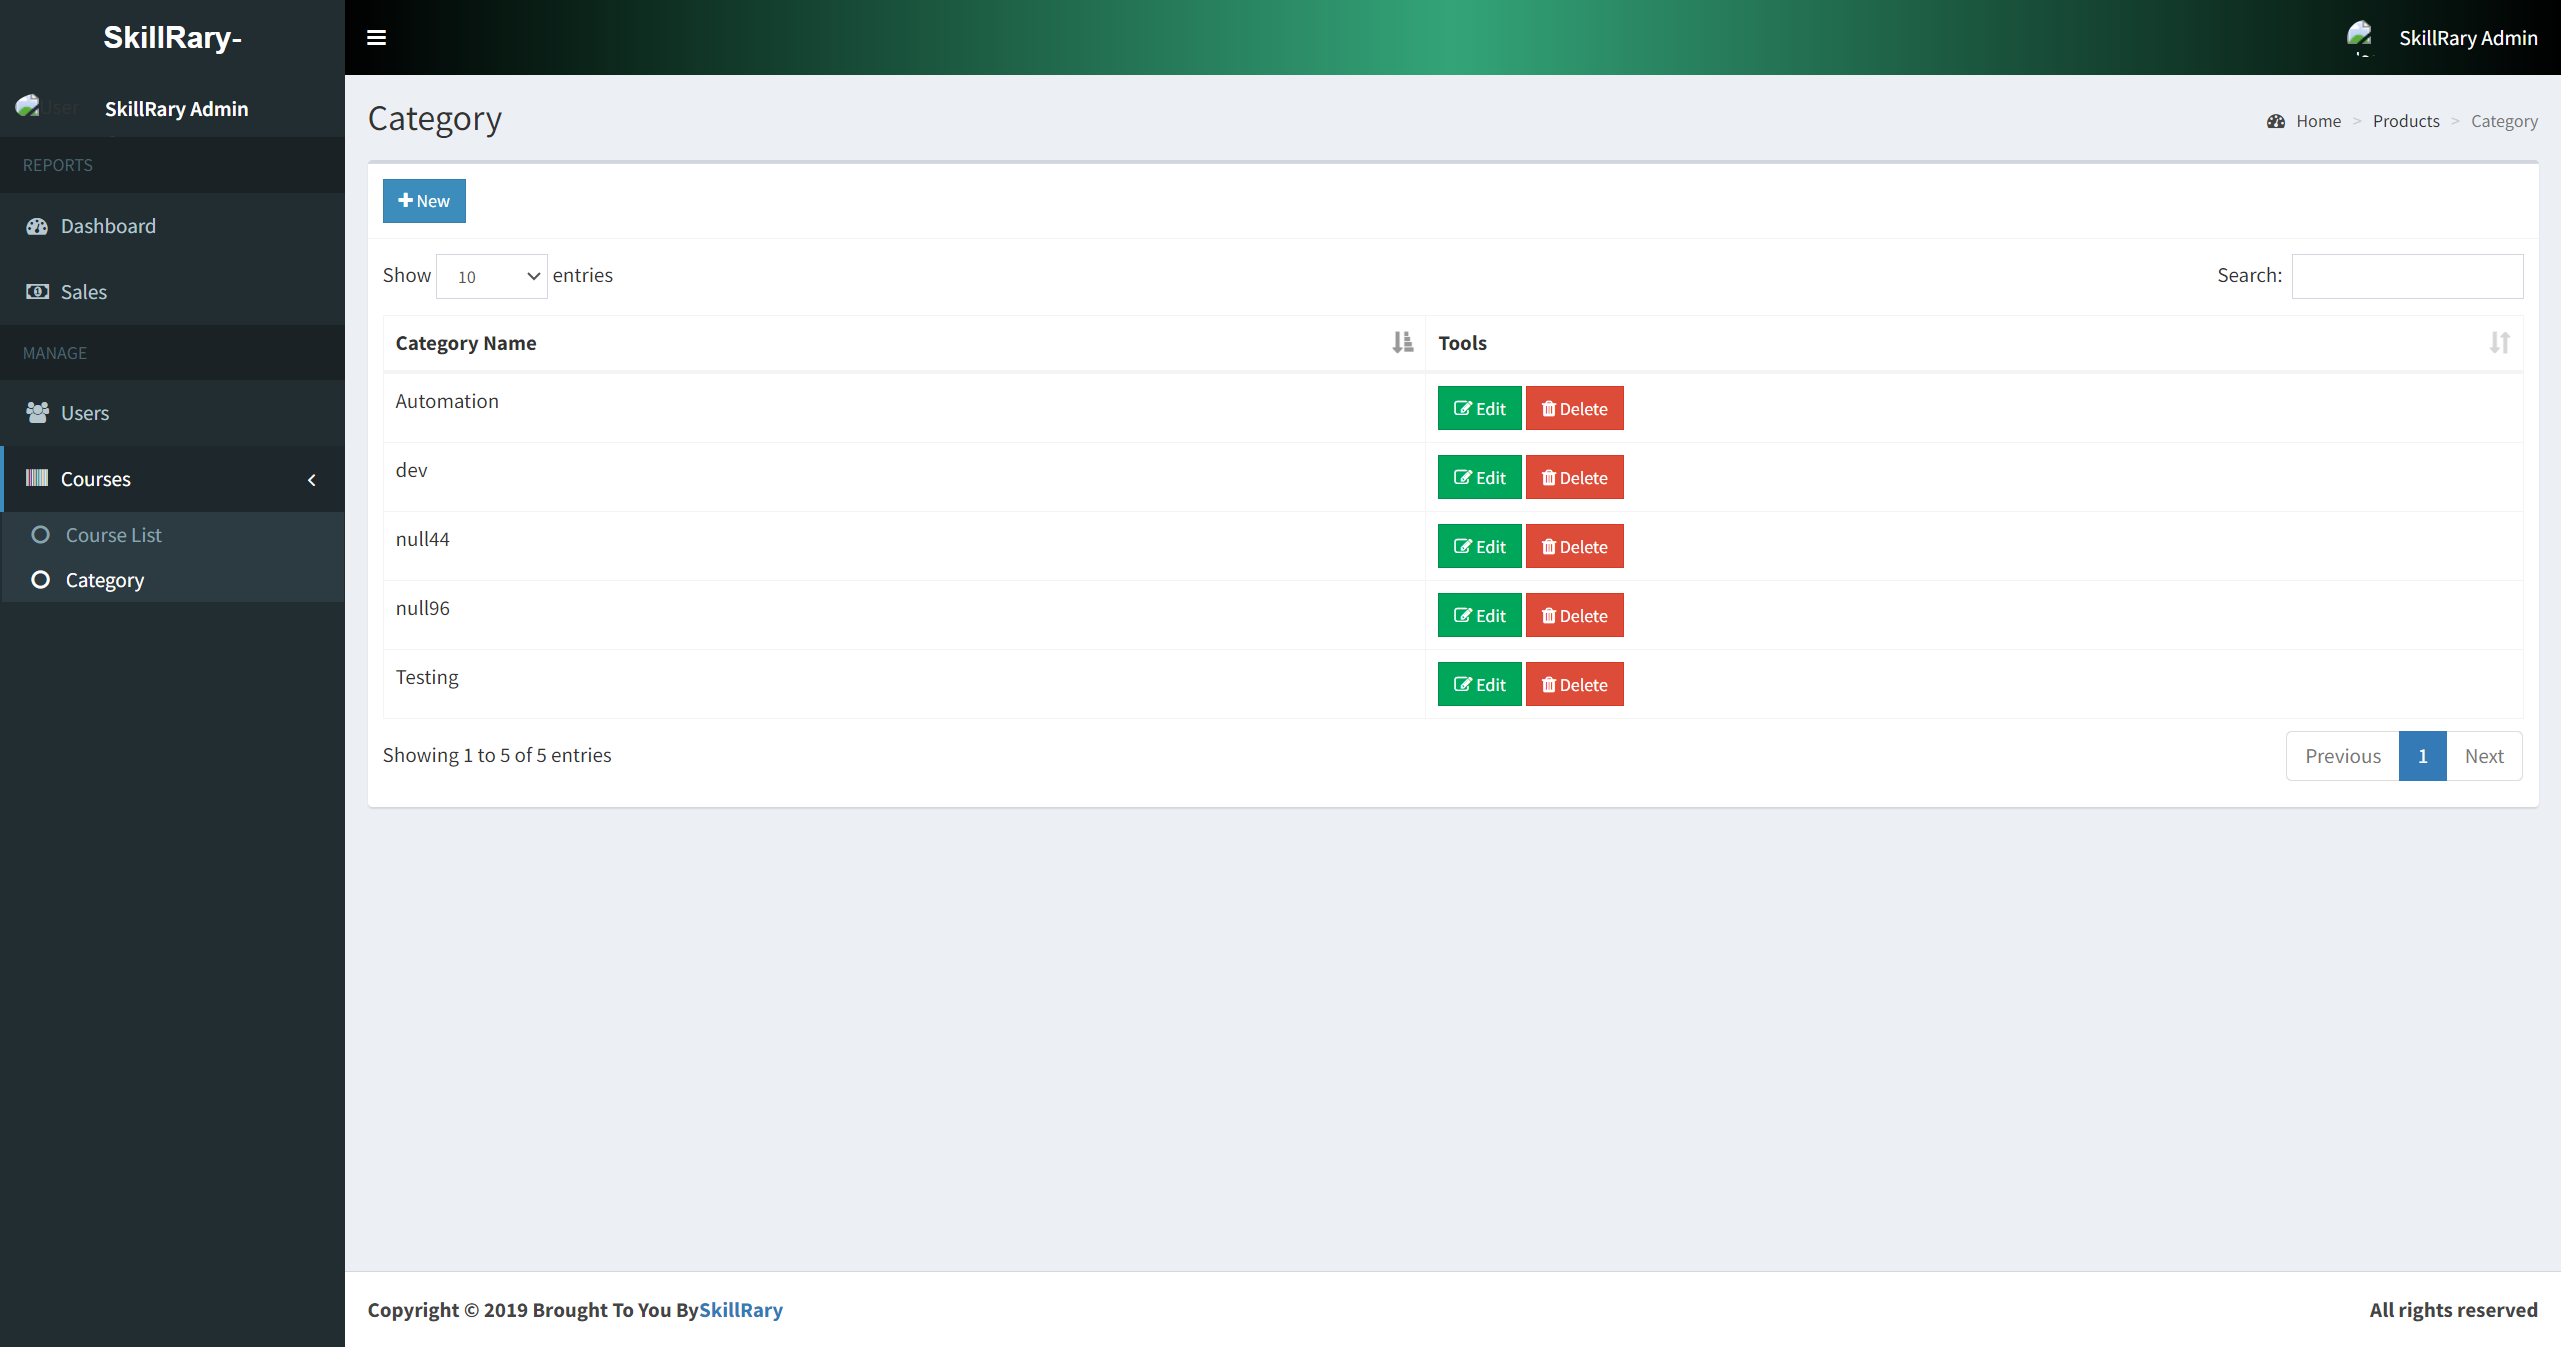 SkillRary-
SkillRary Admin
User
SkillRary Admin
REPORTS
Dashboard
Sales
MANAGE
Users
Courses
Course List
Category
Category
Home > Products > Category
New
Show 10 entries
Search:
Category Name Tools
Automation Edit Delete
dev Edit Delete
null44 Edit Delete
null96 Edit Delete
Testing Edit Delete
Showing 1 to 5 of 5 entries
Previous 1 Next
Copyright © 2019 Brought To You BySkillRary
All rights reserved